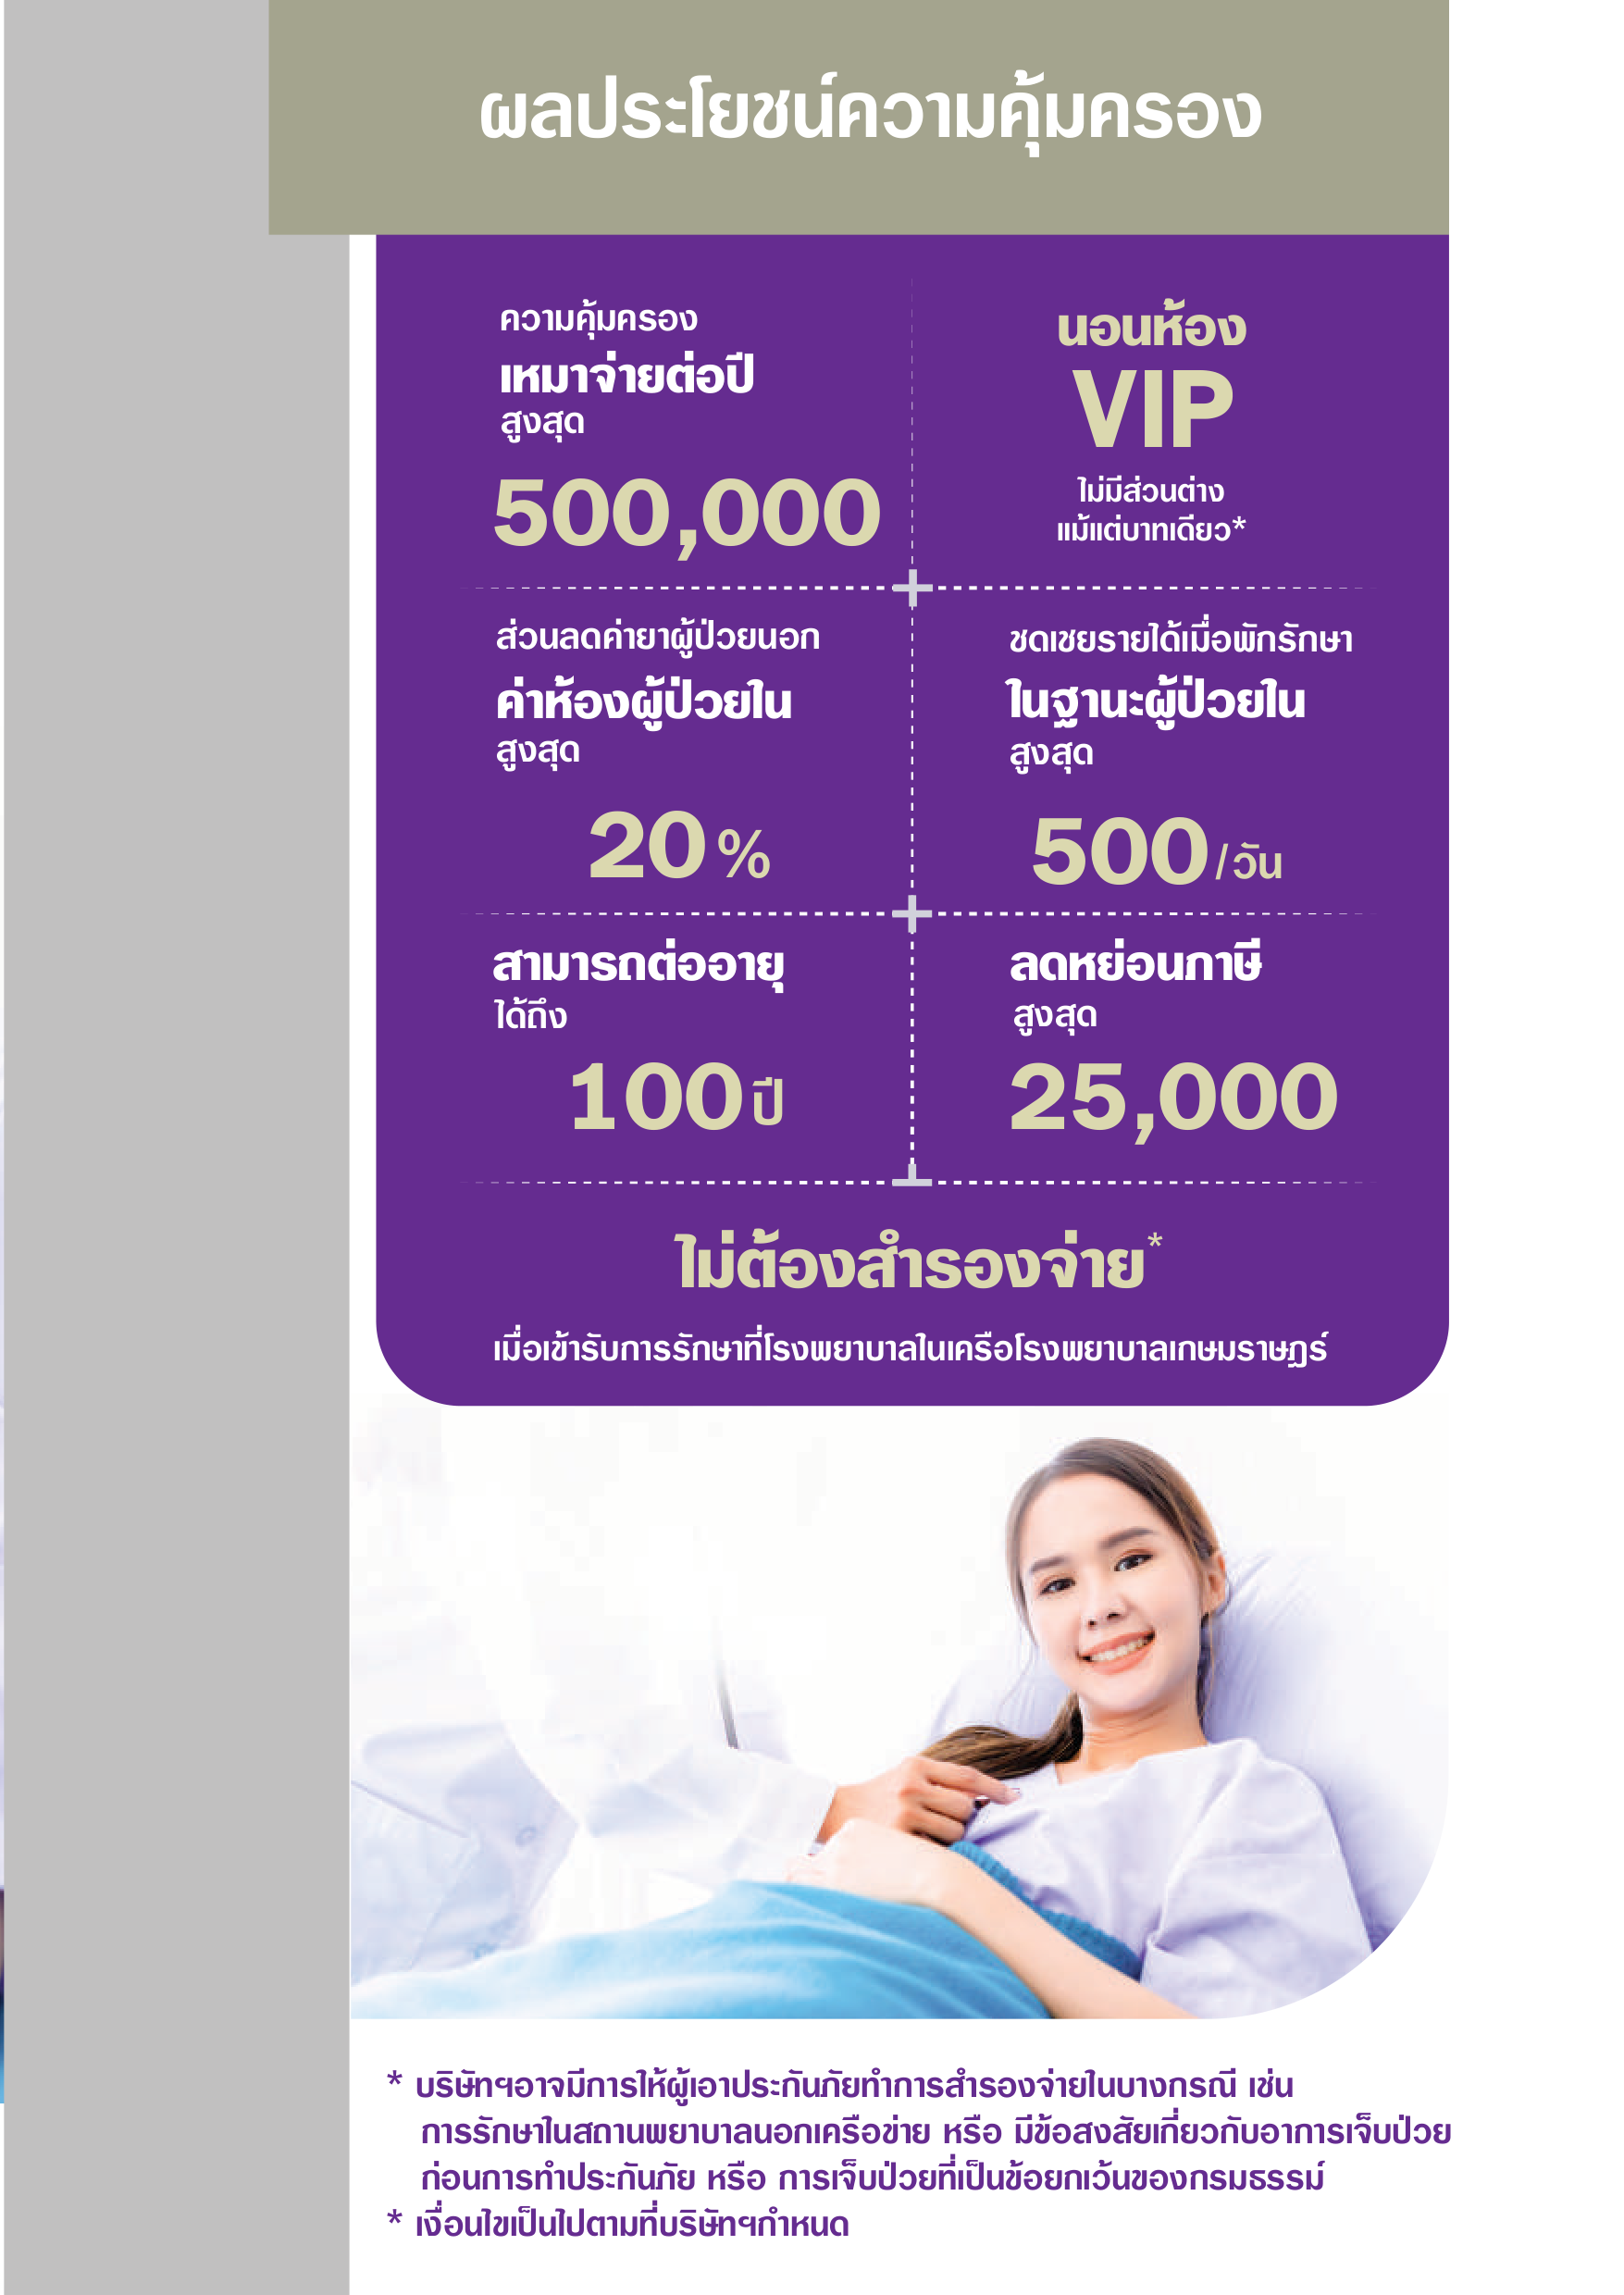 ผลประโยชน์ความคุ้มครอง
ความคุ้มครอง
เหมาจ่ายต่อปี
สูงสุด
500,000
นอนห้อง
VIP
ไม่มีส่วนต่าง
แม้แต่บาทเดียว*
ส่วนลดค่ายาผู้ป่วยนอก
ค่าห้องผู้ป่วยใน
สูงสุด
20 %
ชดเชยรายได้เมื่อพักรักษา
ในฐานะผู้ป่วยใน
สูงสุด
500/วัน
สามารถต่ออายุ
ได้ถึง
100 ปี
ลดหย่อนภาษี
สูงสุด
25,000
ไม่ต้องสำรองจ่าย*
เมื่อเข้ารับการรักษาที่โรงพยาบาลในเครือโรงพยาบาลเกษมราษฎร์
* บริษัทฯอาจมีการให้ผู้เอาประกันภัยทำการสำรองจ่ายในบางกรณี เช่น
การรักษาในสถานพยาบาลนอกเครือข่าย หรือ มีข้อสงสัยเกี่ยวกับอาการเจ็บป่วย
ก่อนการทำประกันภัย หรือ การเจ็บป่วยที่เป็นข้อยกเว้นของกรมธรรม์
* เงื่อนไขเป็นไปตามที่บริษัทฯกำหนด